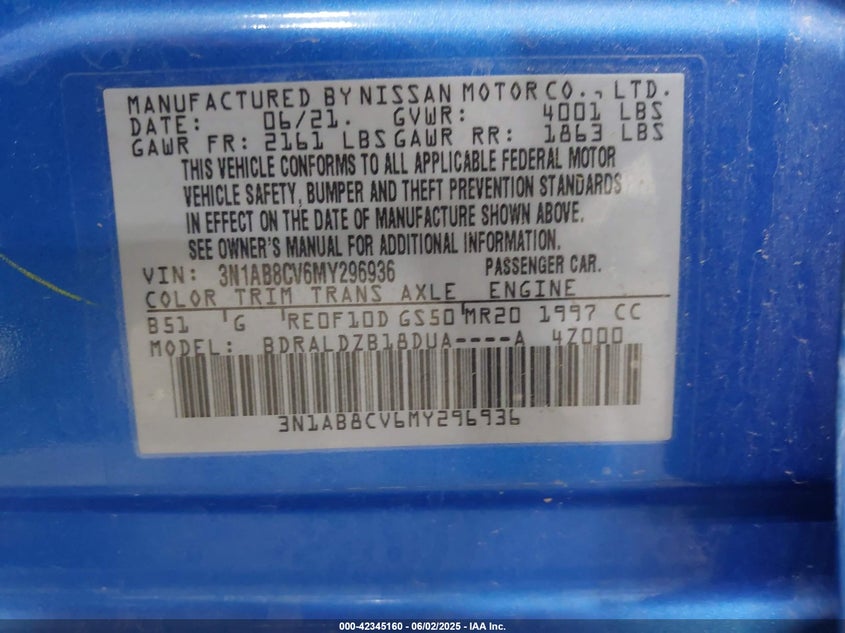 MANUFACTURED BY NISSAN MOTOR CO., LTD.
DATE: 06/21. GVWR: 4001 LBS
GAWR FR: 2161 LBS GAWR RR: 1863 LBS
THIS VEHICLE CONFORMS TO ALL APPLICABLE FEDERAL MOTOR
VEHICLE SAFETY, BUMPER AND THEFT PREVENTION STANDARDS
IN EFFECT ON THE DATE OF MANUFACTURE SHOWN ABOVE.
SEE OWNER'S MANUAL FOR ADDITIONAL INFORMATION.
VIN: 3N1AB8CV6MY296936 PASSENGER CAR.
COLOR TRIM TRANS AXLE ENGINE
B51 G RE0F10D GS50 MR20 1997 CC
MODEL: BDRALDZB18DUA----A 4Z000
3N1AB8CV6MY296936
000-42345160 - 06/02/2025 - IAA Inc.